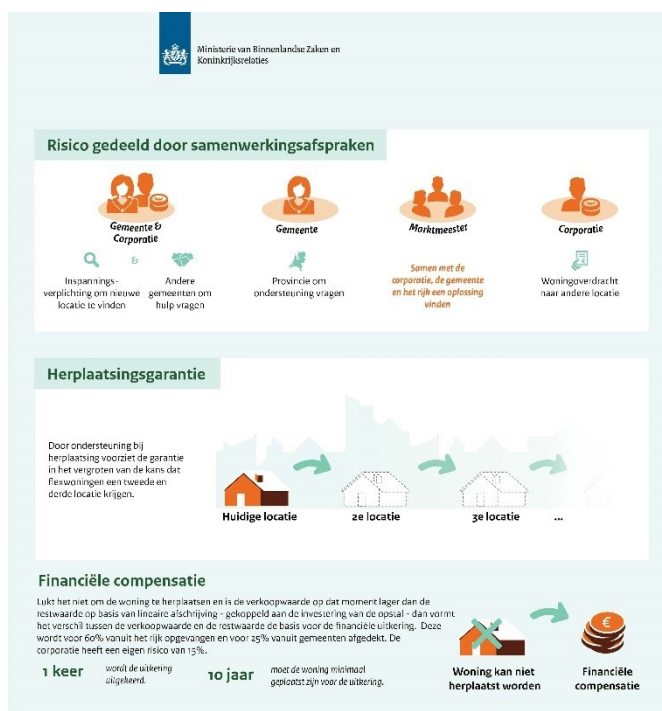 Ministerie van Binnenlandse Zaken en
Koninkrijksrelaties
Risico gedeeld door samenwerkingsafspraken
Gemeente &
Corporatie
Gemeente
Marktmeester
Corporatie
&
Inspannings-
verplichting om nieuwe
locatie te vinden
Andere
gemeenten om
hulp vragen
Provincie om
ondersteuning vragen
Samen met de
corporatie, de gemeente
en het rijk een oplossing
vinden
Woningoverdracht
naar andere locatie
Herplaatsingsgarantie
Door ondersteuning bij
herplaatsing voorziet de garantie
in het vergroten van de kans dat
flexwoningen een tweede en
derde locatie krijgen.
Huidige locatie
2e locatie
3e locatie
...
Financiële compensatie
Lukt het niet om de woning te herplaatsen en is de verkoopwaarde op dat moment lager dan de
restwaarde op basis van lineaire afschrijving - gekoppeld aan de investering van de opstal - dan vormt
het verschil tussen de verkoopwaarde en de restwaarde de basis voor de financiële uitkering. Deze
wordt voor 60% vanuit het rijk opgevangen en voor 25% vanuit gemeenten afgedekt. De
corporatie heeft een eigen risico van 15%.
1 keer
wordt de uitkering
uitgekeerd.
10 jaar
moet de woning minimaal
geplaatst zijn voor de uitkering.
Woning kan niet
herplaatst worden
€
Financiële
compensatie